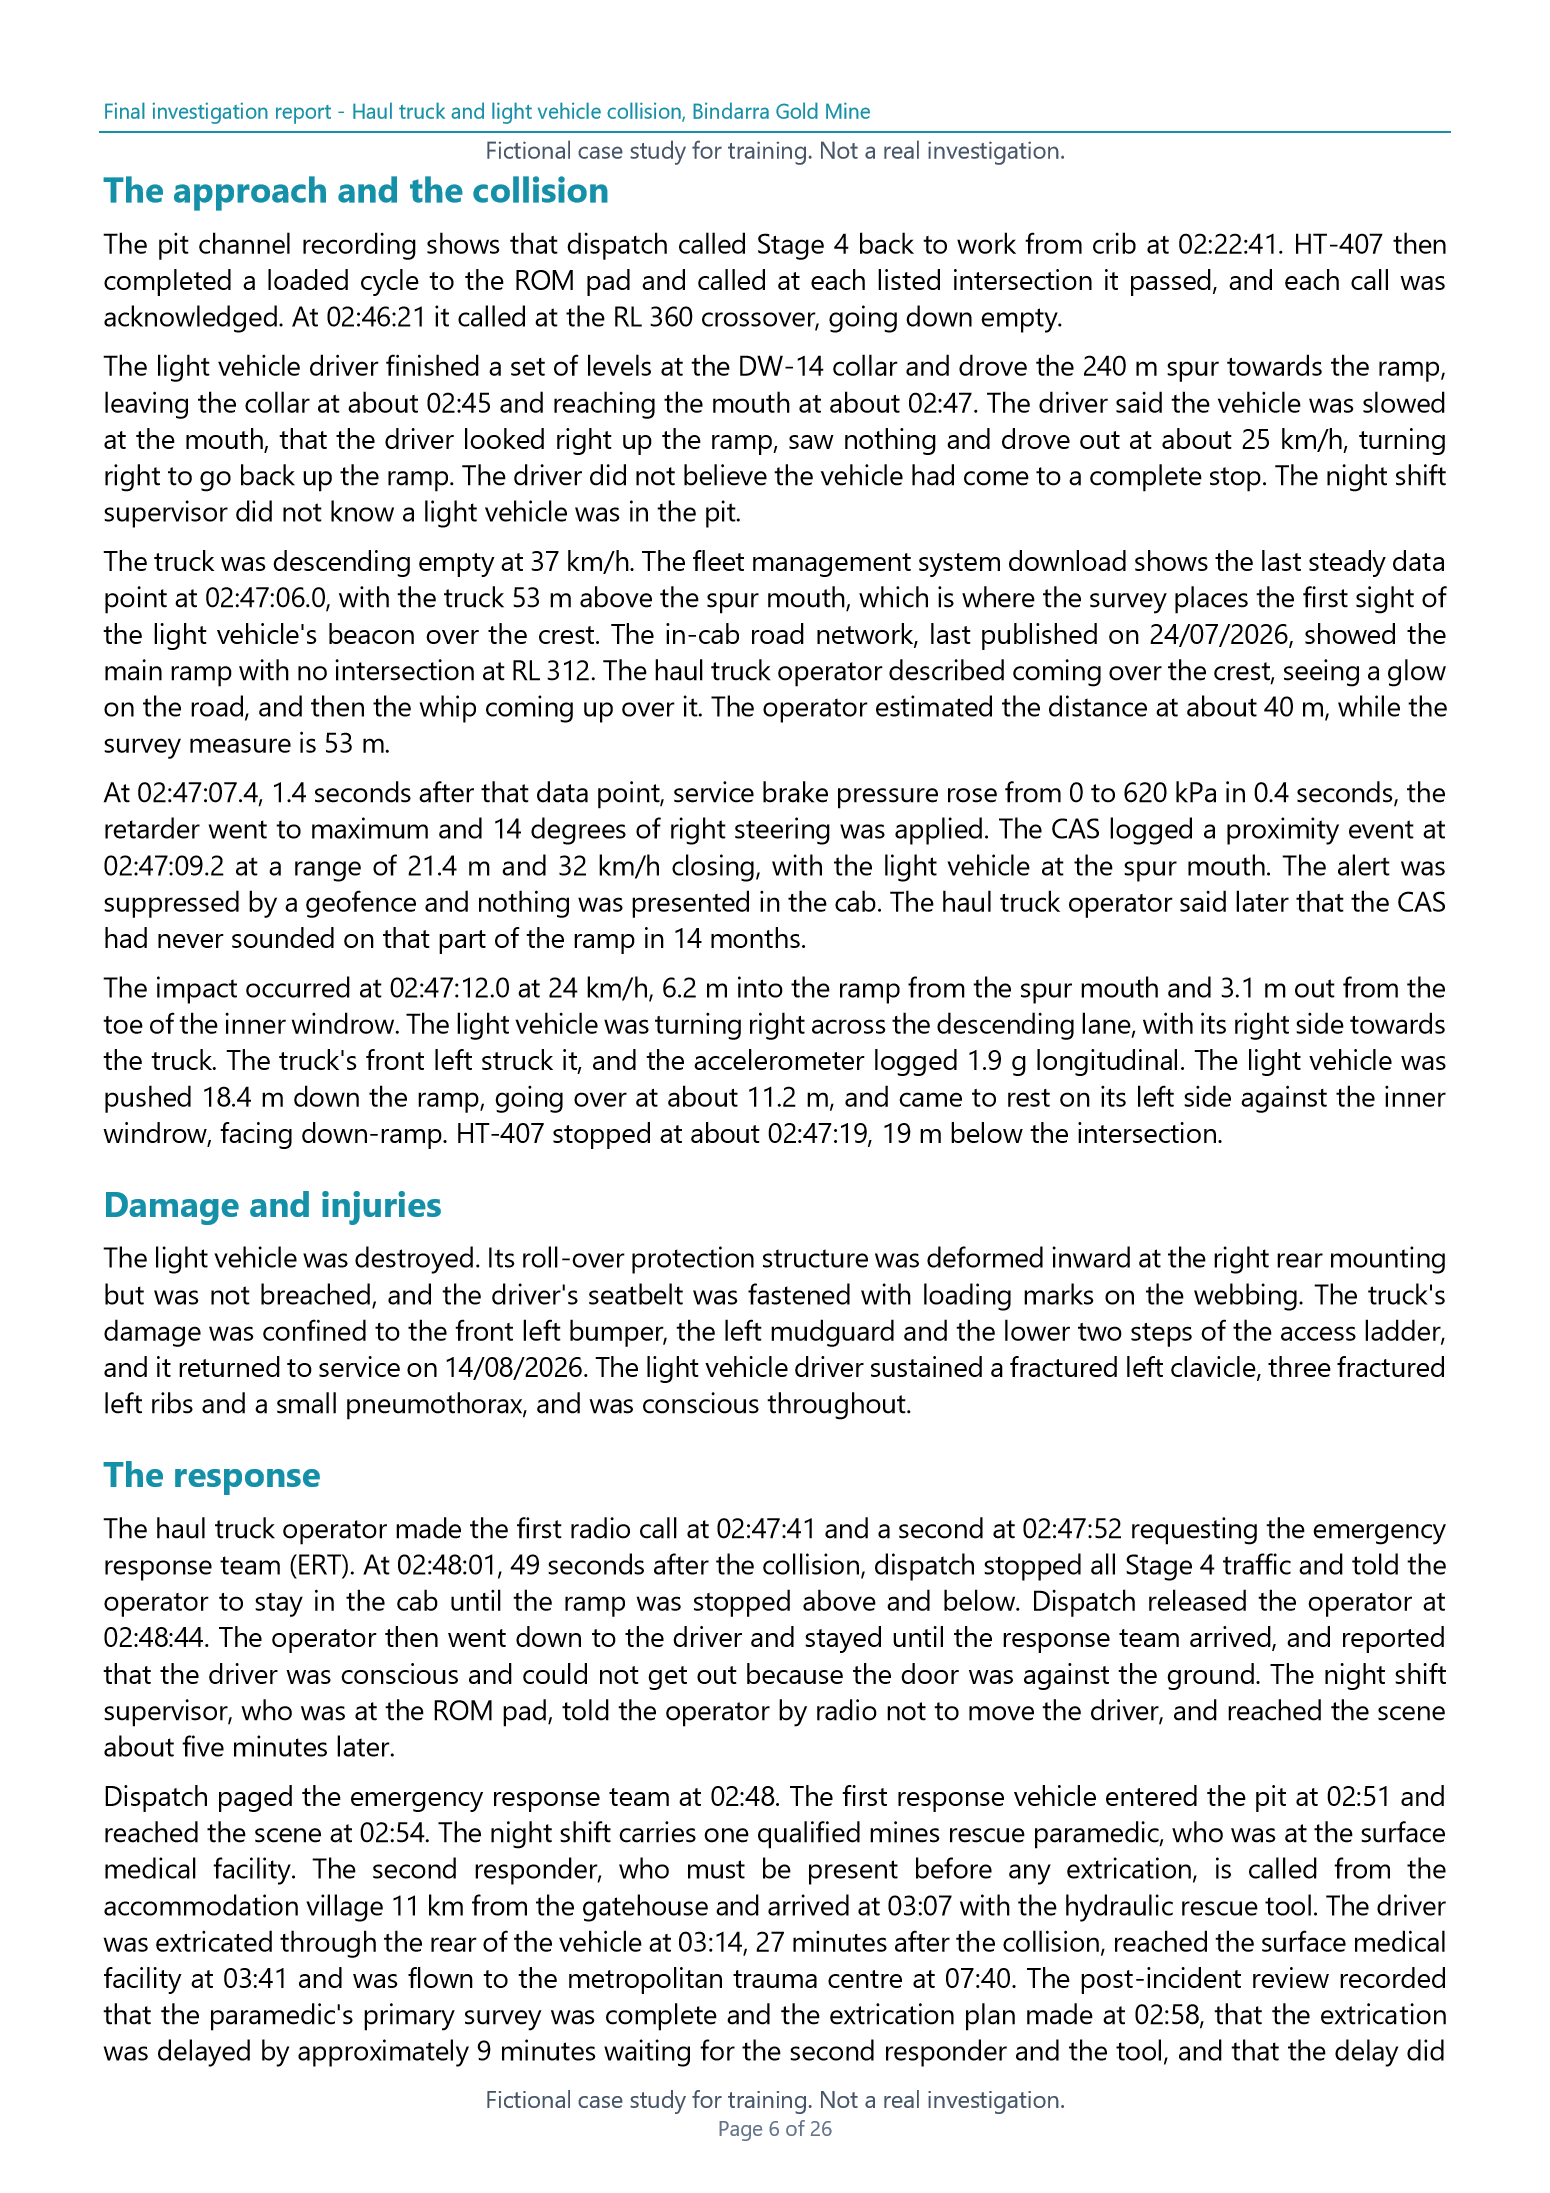 Final investigation report - Haul truck and light vehicle collision, Bindarra Gold Mine
Fictional case study for training. Not a real investigation.
The approach and the collision
The pit channel recording shows that dispatch called Stage 4 back to work from crib at 02:22:41. HT-407 then
completed a loaded cycle to the ROM pad and called at each listed intersection it passed, and each call was
acknowledged. At 02:46:21 it called at the RL 360 crossover, going down empty.
The light vehicle driver finished a set of levels at the DW-14 collar and drove the 240 m spur towards the ramp,
leaving the collar at about 02:45 and reaching the mouth at about 02:47. The driver said the vehicle was slowed
at the mouth, that the driver looked right up the ramp, saw nothing and drove out at about 25 km/h, turning
right to go back up the ramp. The driver did not believe the vehicle had come to a complete stop. The night shift
supervisor did not know a light vehicle was in the pit.
The truck was descending empty at 37 km/h. The fleet management system download shows the last steady data
point at 02:47:06.0, with the truck 53 m above the spur mouth, which is where the survey places the first sight of
the light vehicle's beacon over the crest. The in-cab road network, last published on 24/07/2026, showed the
main ramp with no intersection at RL 312. The haul truck operator described coming over the crest, seeing a glow
on the road, and then the whip coming up over it. The operator estimated the distance at about 40 m, while the
survey measure is 53 m.
At 02:47:07.4, 1.4 seconds after that data point, service brake pressure rose from 0 to 620 kPa in 0.4 seconds, the
retarder went to maximum and 14 degrees of right steering was applied. The CAS logged a proximity event at
02:47:09.2 at a range of 21.4 m and 32 km/h closing, with the light vehicle at the spur mouth. The alert was
suppressed by a geofence and nothing was presented in the cab. The haul truck operator said later that the CAS
had never sounded on that part of the ramp in 14 months.
The impact occurred at 02:47:12.0 at 24 km/h, 6.2 m into the ramp from the spur mouth and 3.1 m out from the
toe of the inner windrow. The light vehicle was turning right across the descending lane, with its right side towards
the truck. The truck's front left struck it, and the accelerometer logged 1.9 g longitudinal. The light vehicle was
pushed 18.4 m down the ramp, going over at about 11.2 m, and came to rest on its left side against the inner
windrow, facing down-ramp. HT-407 stopped at about 02:47:19, 19 m below the intersection.
Damage and injuries
The light vehicle was destroyed. Its roll-over protection structure was deformed inward at the right rear mounting
but was not breached, and the driver's seatbelt was fastened with loading marks on the webbing. The truck's
damage was confined to the front left bumper, the left mudguard and the lower two steps of the access ladder,
and it returned to service on 14/08/2026. The light vehicle driver sustained a fractured left clavicle, three fractured
left ribs and a small pneumothorax, and was conscious throughout.
The response
The haul truck operator made the first radio call at 02:47:41 and a second at 02:47:52 requesting the emergency
response team (ERT). At 02:48:01, 49 seconds after the collision, dispatch stopped all Stage 4 traffic and told the
operator to stay in the cab until the ramp was stopped above and below. Dispatch released the operator at
02:48:44. The operator then went down to the driver and stayed until the response team arrived, and reported
that the driver was conscious and could not get out because the door was against the ground. The night shift
supervisor, who was at the ROM pad, told the operator by radio not to move the driver, and reached the scene
about five minutes later.
Dispatch paged the emergency response team at 02:48. The first response vehicle entered the pit at 02:51 and
reached the scene at 02:54. The night shift carries one qualified mines rescue paramedic, who was at the surface
medical facility. The second responder, who must be present before any extrication, is called from the
accommodation village 11 km from the gatehouse and arrived at 03:07 with the hydraulic rescue tool. The driver
was extricated through the rear of the vehicle at 03:14, 27 minutes after the collision, reached the surface medical
facility at 03:41 and was flown to the metropolitan trauma centre at 07:40. The post-incident review recorded
that the paramedic's primary survey was complete and the extrication plan made at 02:58, that the extrication
was delayed by approximately 9 minutes waiting for the second responder and the tool, and that the delay did
Fictional case study for training. Not a real investigation.
Page 6 of 26